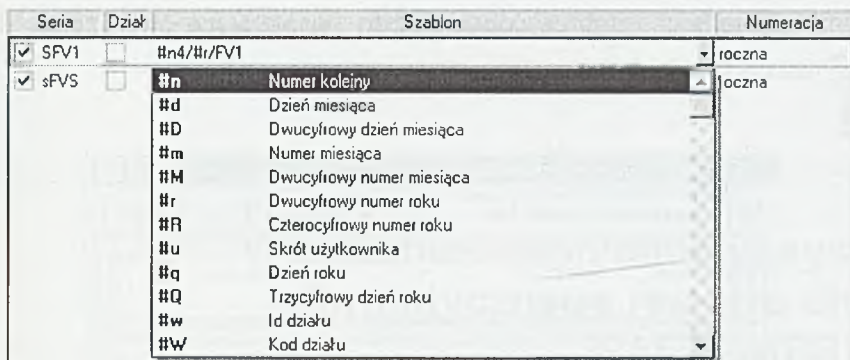 Seria Dział Szablon Numeracja
SFV1 #n4/#r/FV1 roczna
sFVS #n Numer kolejny oczna
#d Dzień miesiąca
#D Dwucyfrowy dzień miesiąca
#m Numer miesiąca
#M Dwucyfrowy numer miesiąca
#r Dwucyfrowy numer roku
#R Czterocyfrowy numer roku
#u Skrót użytkownika
#q Dzień roku
#Q Trzycyfrowy dzień roku
#w Id działu
#W Kod działu